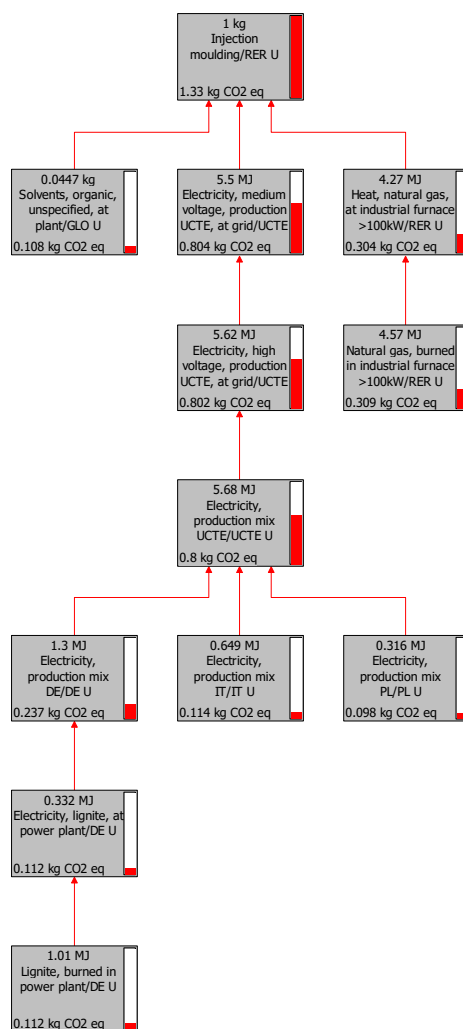 1 kg
Injection
moulding/RER U
1.33 kg CO2 eq
0.0447 kg
Solvents, organic,
unspecified, at
plant/GLO U
0.108 kg CO2 eq
5.5 MJ
Electricity, medium
voltage, production
UCTE, at grid/UCTE
0.804 kg CO2 eq
4.27 MJ
Heat, natural gas,
at industrial furnace
>100kW/RER U
0.304 kg CO2 eq
5.62 MJ
Electricity, high
voltage, production
UCTE, at grid/UCTE
0.802 kg CO2 eq
4.57 MJ
Natural gas, burned
in industrial furnace
>100kW/RER U
0.309 kg CO2 eq
5.68 MJ
Electricity,
production mix
UCTE/UCTE U
0.8 kg CO2 eq
1.3 MJ
Electricity,
production mix
DE/DE U
0.237 kg CO2 eq
0.649 MJ
Electricity,
production mix
IT/IT U
0.114 kg CO2 eq
0.316 MJ
Electricity,
production mix
PL/PL U
0.098 kg CO2 eq
0.332 MJ
Electricity, lignite, at
power plant/DE U
0.112 kg CO2 eq
1.01 MJ
Lignite, burned in
power plant/DE U
0.112 kg CO2 eq